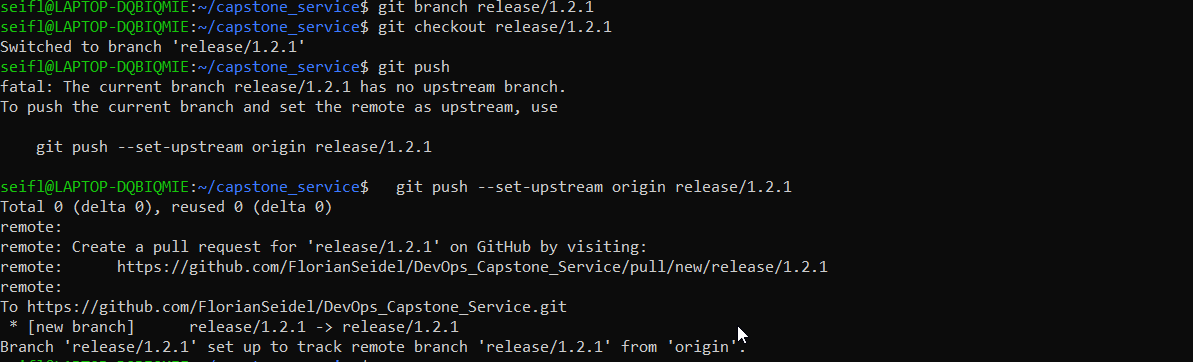 seifl@LAPTOP-DQBIQMIE:~/capstone_service$ git branch release/1.2.1
seifl@LAPTOP-DQBIQMIE:~/capstone_service$ git checkout release/1.2.1
Switched to branch 'release/1.2.1'
seifl@LAPTOP-DQBIQMIE:~/capstone_service$ git push
fatal: The current branch release/1.2.1 has no upstream branch.
To push the current branch and set the remote as upstream, use
    git push --set-upstream origin release/1.2.1
seifl@LAPTOP-DQBIQMIE:~/capstone_service$   git push --set-upstream origin release/1.2.1
Total 0 (delta 0), reused 0 (delta 0)
remote:
remote: Create a pull request for 'release/1.2.1' on GitHub by visiting:
remote:      https://github.com/FlorianSeidel/DevOps_Capstone_Service/pull/new/release/1.2.1
remote:
To https://github.com/FlorianSeidel/DevOps_Capstone_Service.git
 * [new branch]      release/1.2.1 -> release/1.2.1
Branch 'release/1.2.1' set up to track remote branch 'release/1.2.1' from 'origin'.